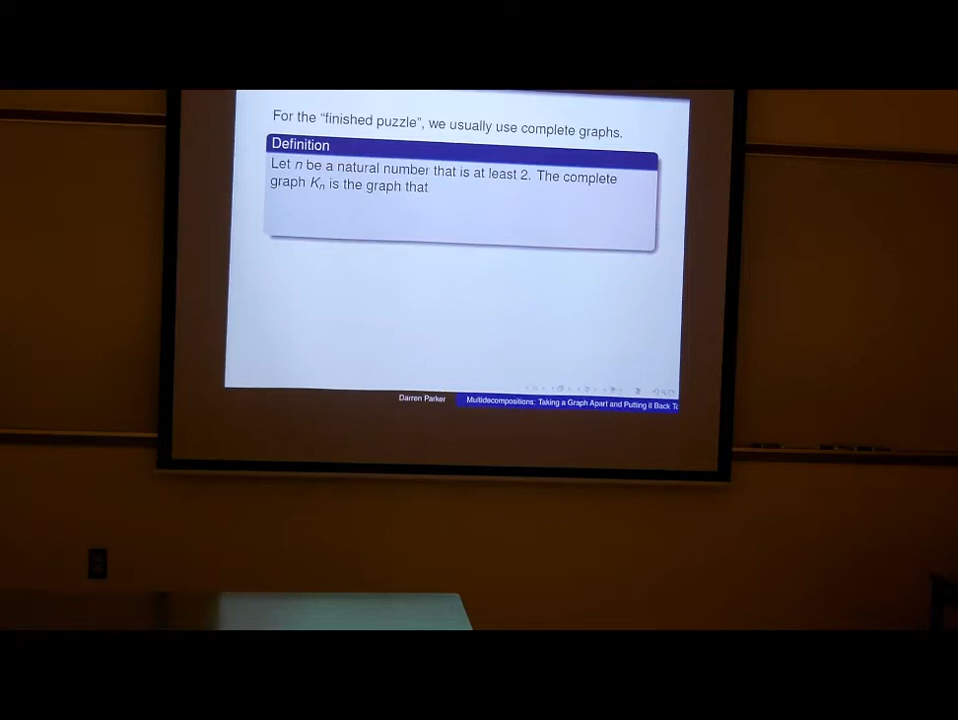 For the “finished puzzle”, we usually use complete graphs.
Definition
Let n be a natural number that is at least 2. The complete
graph Kn is the graph that
Darren Parker
Multidecompositions: Taking a Graph Apart and Putting it Back To